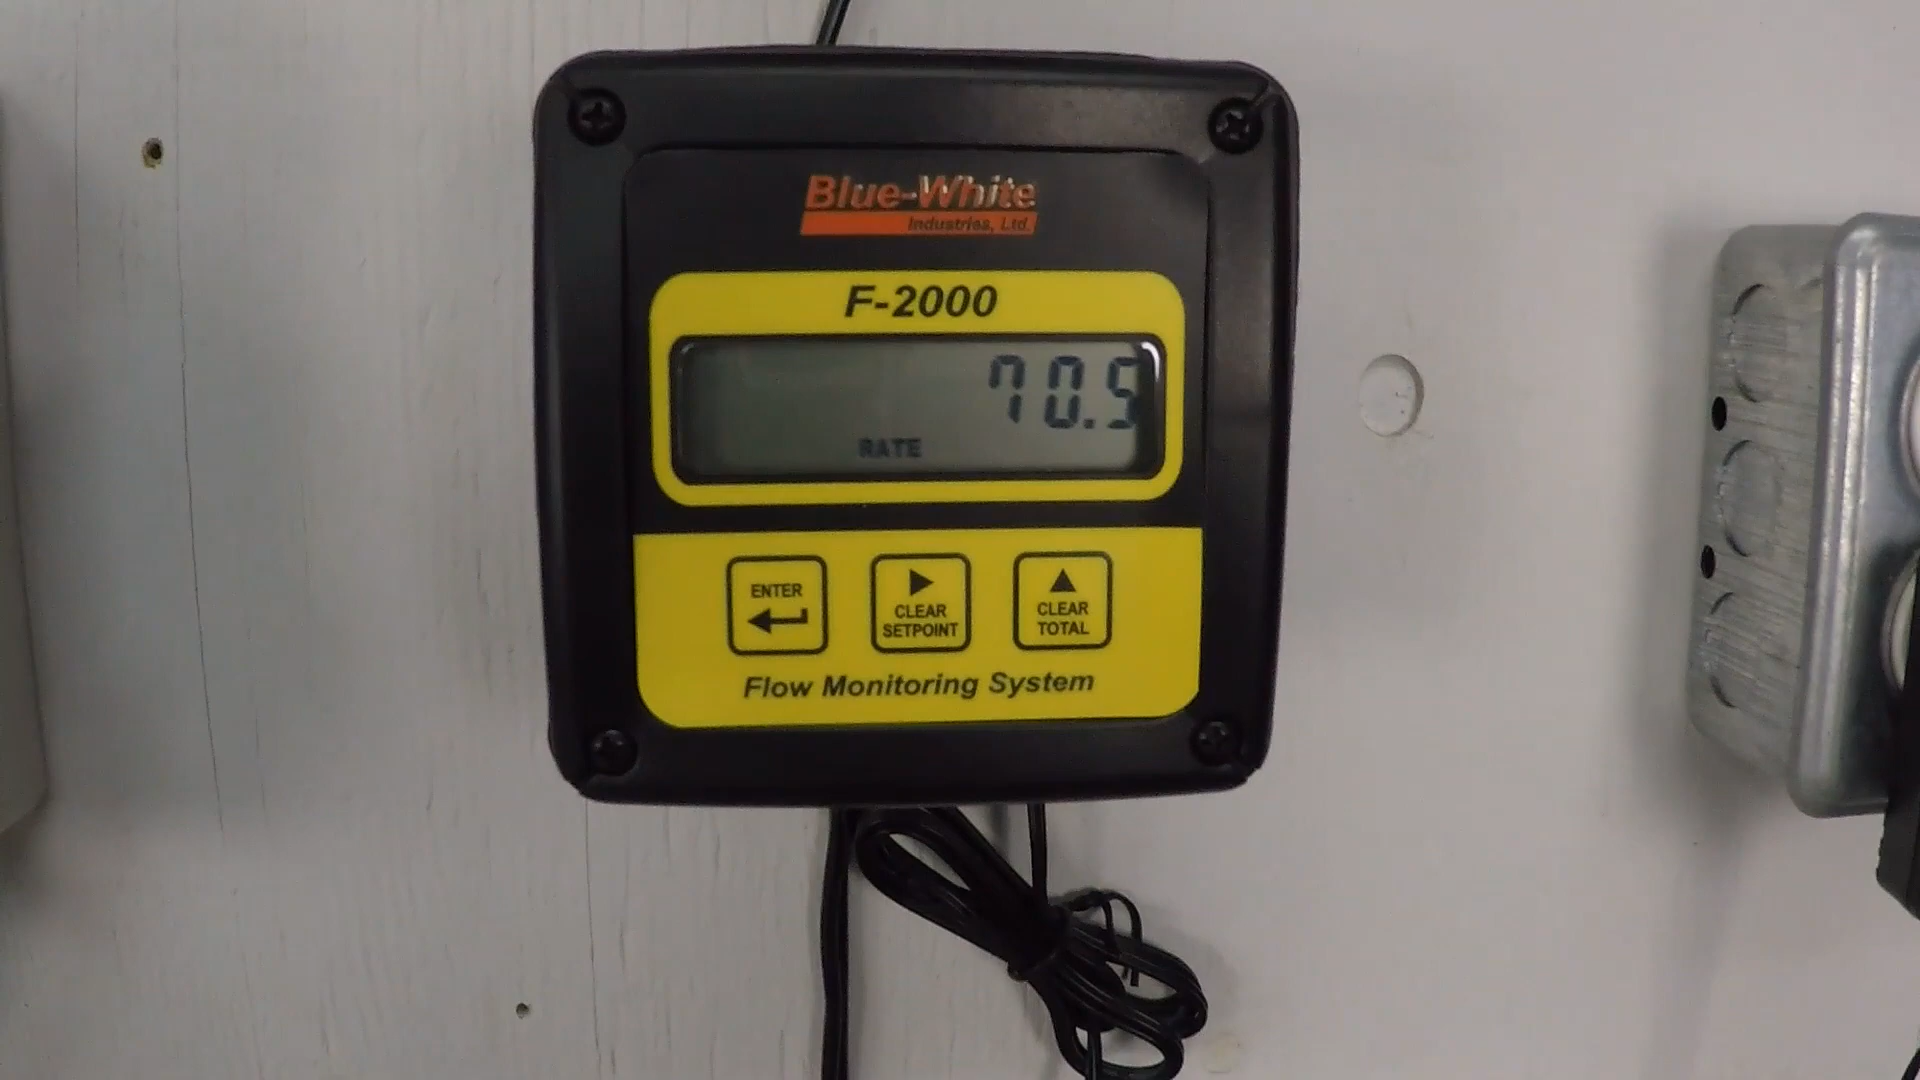 Blue-White
Industries, Ltd.
F-2000
70.5
RATE
ENTER
CLEAR
SETPOINT
CLEAR
TOTAL
Flow Monitoring System